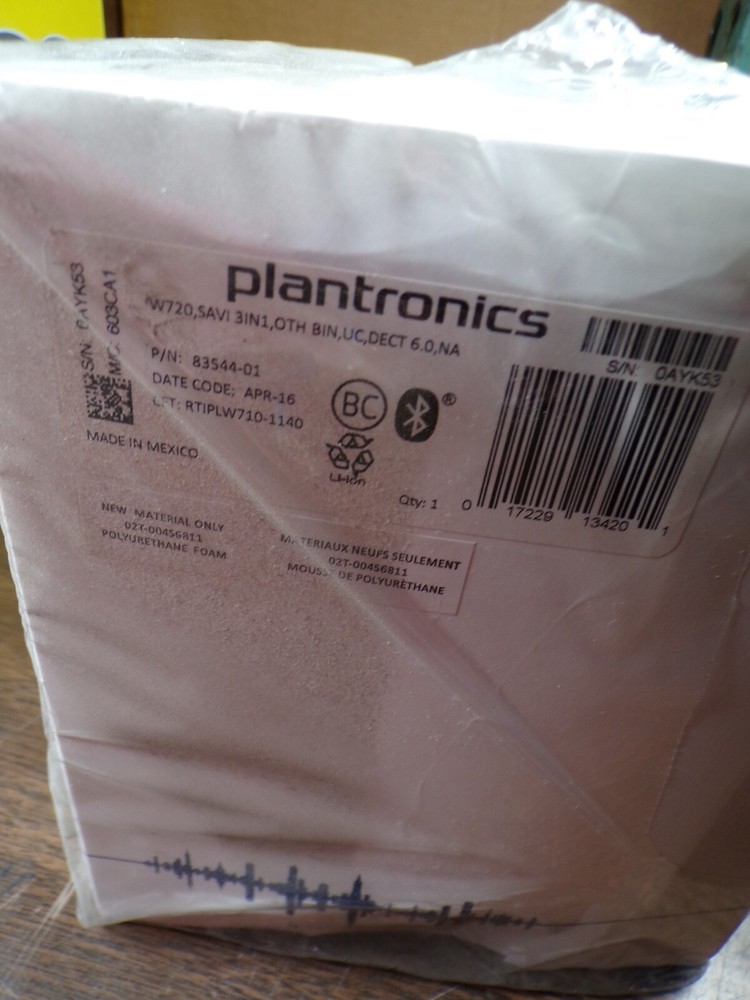 plantronics
W720,SAVI 3IN1,OTH BIN,UC,DECT 6.0,NA
S/N: 0AYK53
M/C: 603CA1
P/N: 83544-01
DATE CODE: APR-16
CFT: RTIPLW710-1140
MADE IN MEXICO
BC
®
Li-ion
S/N: 0AYK53
Qty: 1
0 17229 13420 1
NEW MATERIAL ONLY
02T-00456811
POLYURETHANE FOAM
MATERIAUX NEUFS SEULEMENT
02T-00456811
MOUSSE DE POLYURÈTHANE